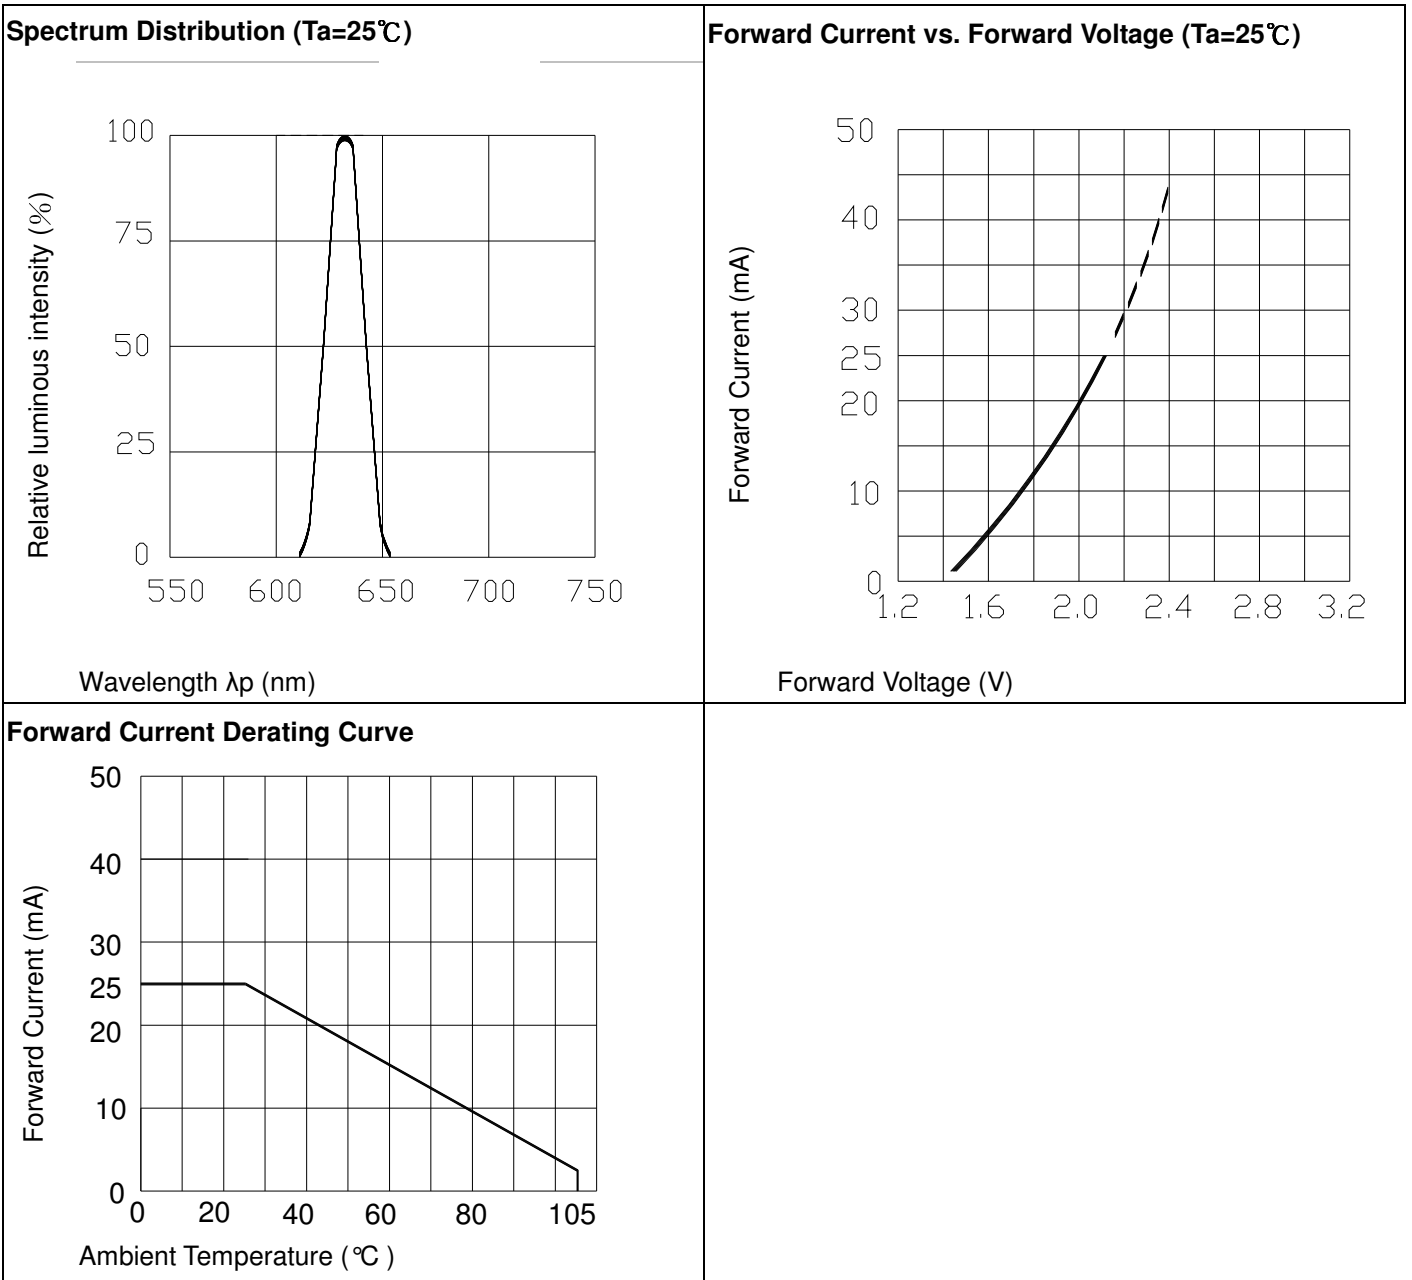 Spectrum Distribution (Ta=25℃)
Relative luminous intensity (%)
100
75
50
25
0
550 600 650 700 750
Wavelength λp (nm)
Forward Current vs. Forward Voltage (Ta=25℃)
Forward Current (mA)
50
40
30
25
20
10
0
1.2 1.6 2.0 2.4 2.8 3.2
Forward Voltage (V)
Forward Current Derating Curve
Forward Current (mA)
50
40
30
25
20
10
0
0 20 40 60 80 105
Ambient Temperature ( ℃ )